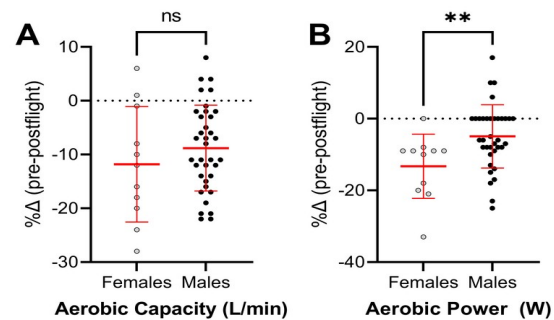 A
ns
%Δ (pre-postflight)
10
0
-10
-20
-30
Females Males
Aerobic Capacity (L/min)
B
**
%Δ (pre-postflight)
20
0
-20
-40
Females Males
Aerobic Power (W)